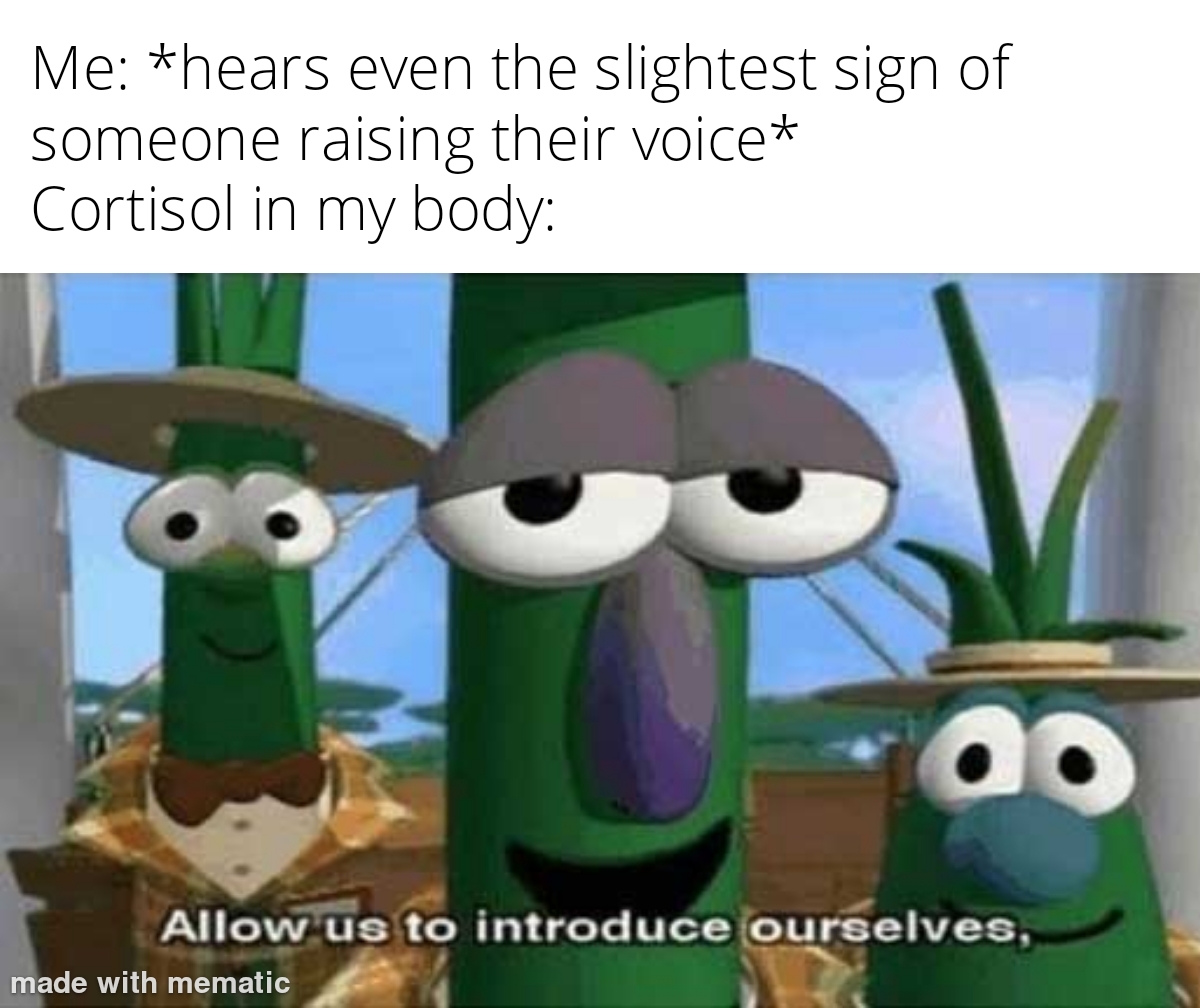 Me: *hears even the slightest sign of
someone raising their voice*
Cortisol in my body:
Allow us to introduce ourselves,
made with mematic